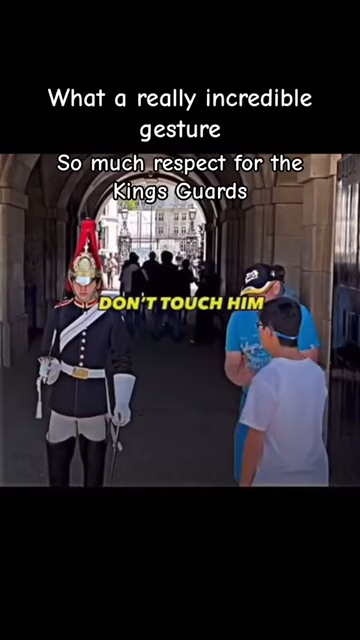 What a really incredible
gesture
So much respect for the
Kings Guards
DON'T TOUCH HIM